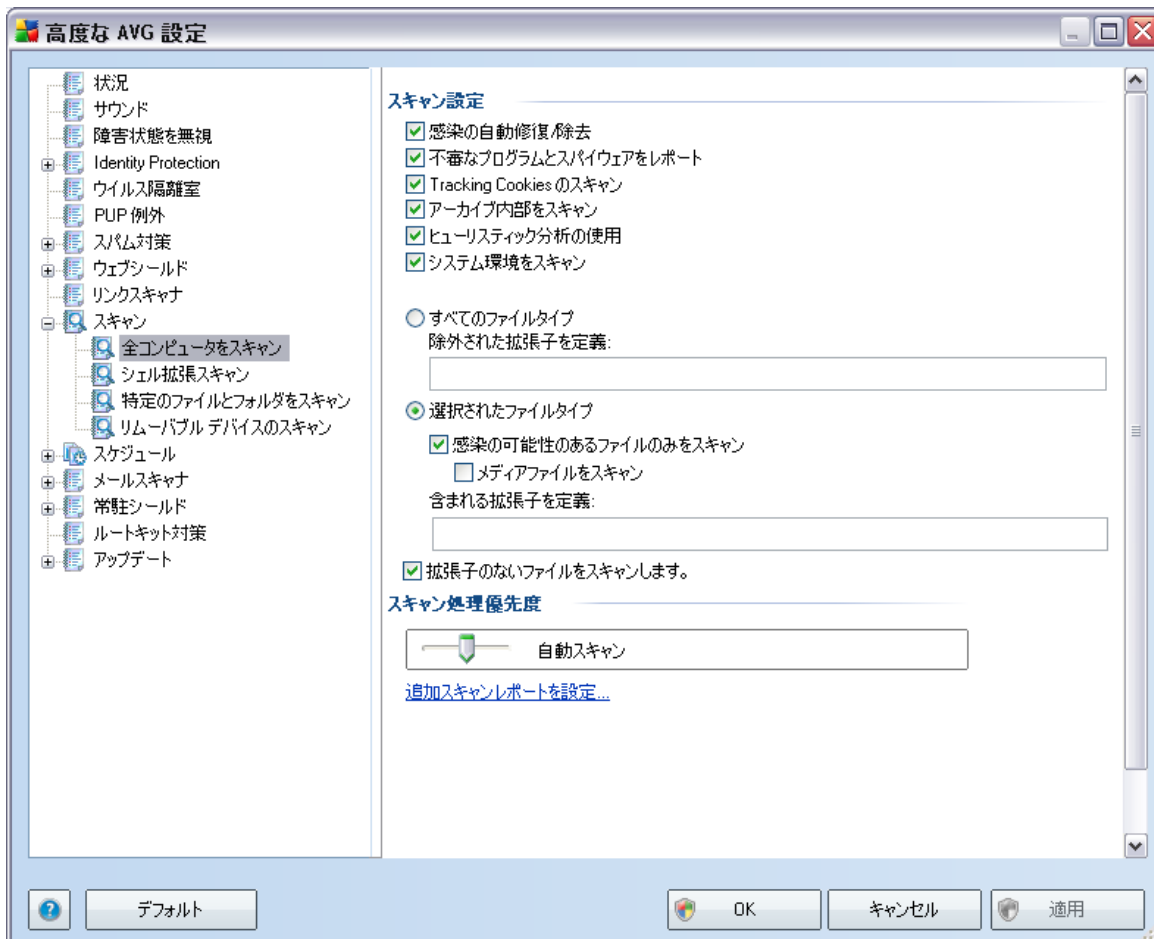 高度な AVG 設定
状況
サウンド
障害状態を無視
Identity Protection
ウイルス隔離室
PUP 例外
スパム対策
ウェブシールド
リンクスキャナ
スキャン
全コンピュータをスキャン
シェル拡張スキャン
特定のファイルとフォルダをスキャン
リムーバブル デバイスのスキャン
スケジュール
メールスキャナ
常駐シールド
ルートキット対策
アップデート
スキャン設定
感染の自動修復/除去
不審なプログラムとスパイウェアをレポート
Tracking Cookies のスキャン
アーカイブ内部をスキャン
ヒューリスティック分析の使用
システム環境をスキャン
すべてのファイルタイプ
除外された拡張子を定義:
選択されたファイルタイプ
感染の可能性のあるファイルのみをスキャン
メディアファイルをスキャン
含まれる拡張子を定義:
拡張子のないファイルをスキャンします。
スキャン処理優先度
自動スキャン
追加スキャンレポートを設定...
デフォルト
OK
キャンセル
適用